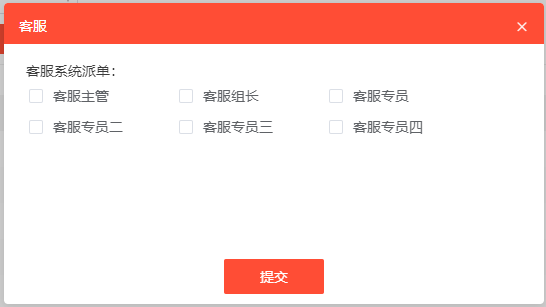 客服
客服系统派单：
客服主管 客服组长 客服专员
客服专员二 客服专员三 客服专员四
提交